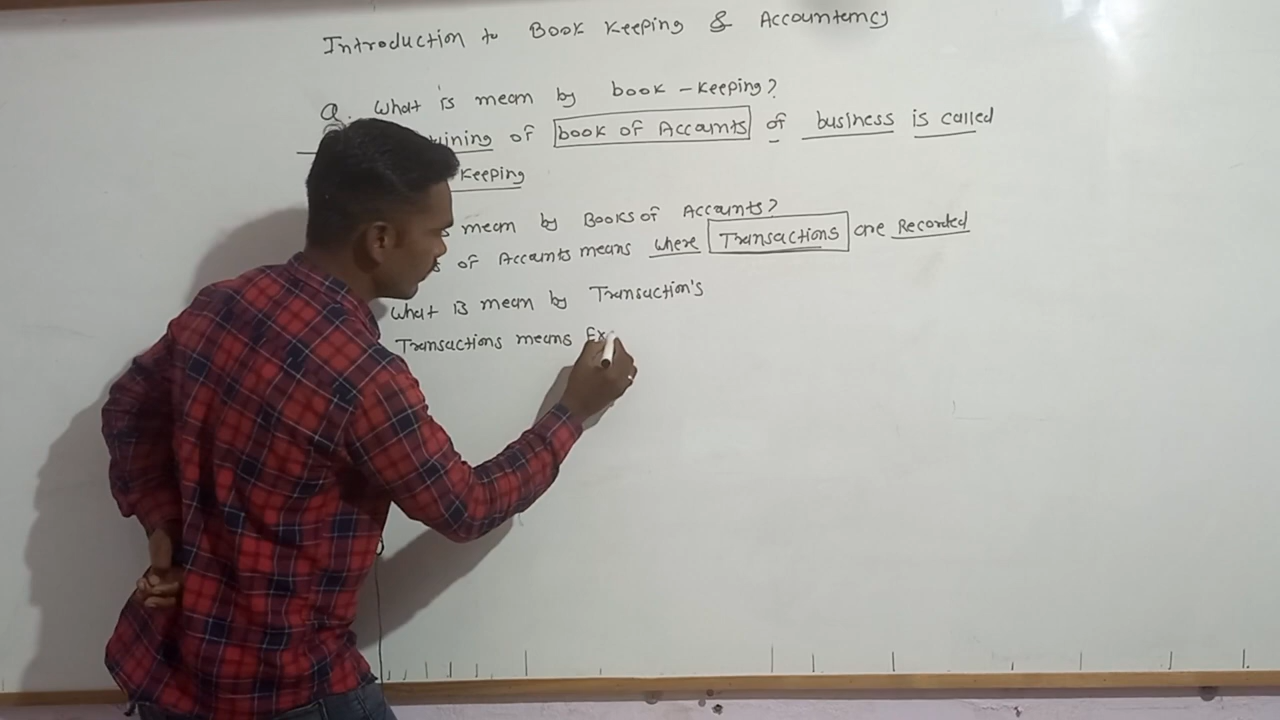 Introduction to Book Keeping & Accountemcy
Q. What is mean by book - Keeping?
of book of Accounts of business is called
Keeping
mean by Books of Accounts?
of Accounts means where Transactions are Recorded
What is mean by Transaction's
Transactions means Ex